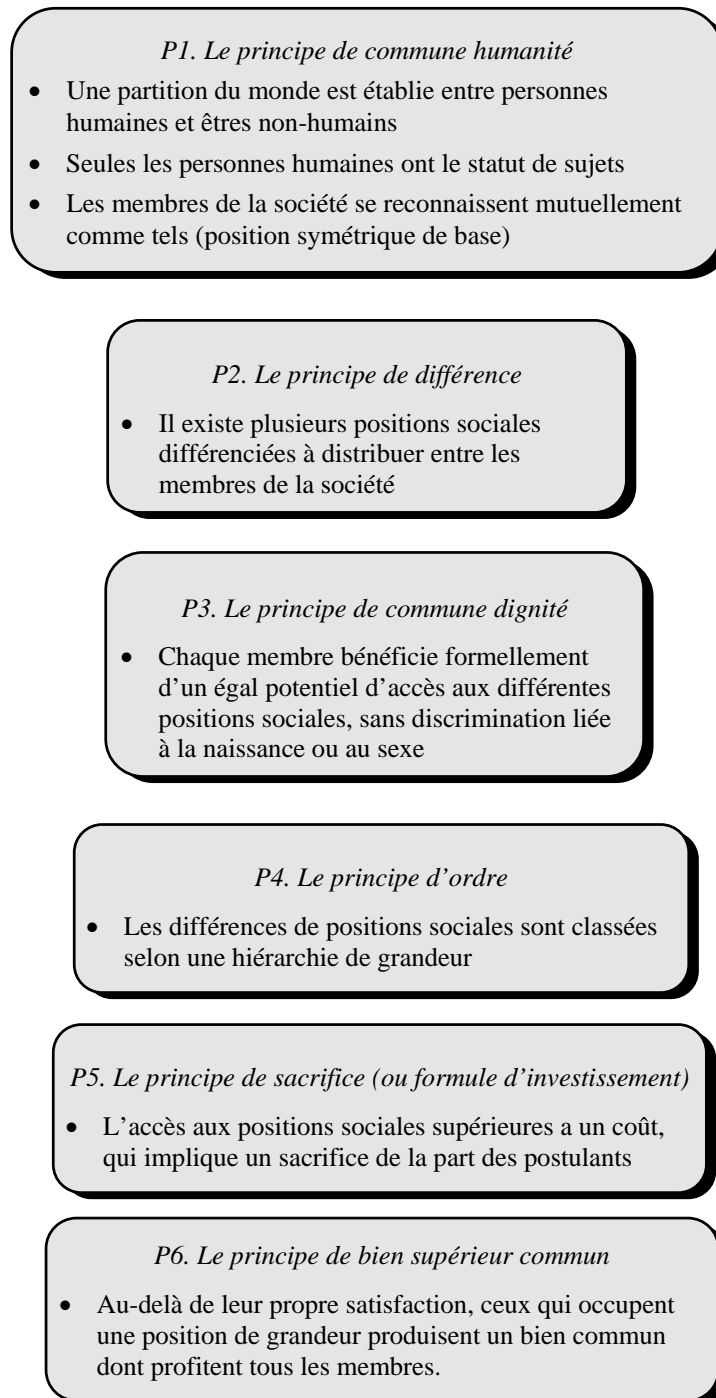 P1. Le principe de commune humanité
• Une partition du monde est établie entre personnes
humaines et êtres non-humains
• Seules les personnes humaines ont le statut de sujets
• Les membres de la société se reconnaissent mutuellement
comme tels (position symétrique de base)
P2. Le principe de différence
• Il existe plusieurs positions sociales
différenciées à distribuer entre les
membres de la société
P3. Le principe de commune dignité
• Chaque membre bénéficie formellement
d’un égal potentiel d’accès aux différentes
positions sociales, sans discrimination liée
à la naissance ou au sexe
P4. Le principe d’ordre
• Les différences de positions sociales sont classées
selon une hiérarchie de grandeur
P5. Le principe de sacrifice (ou formule d’investissement)
• L’accès aux positions sociales supérieures a un coût,
qui implique un sacrifice de la part des postulants
P6. Le principe de bien supérieur commun
• Au-delà de leur propre satisfaction, ceux qui occupent
une position de grandeur produisent un bien commun
dont profitent tous les membres.